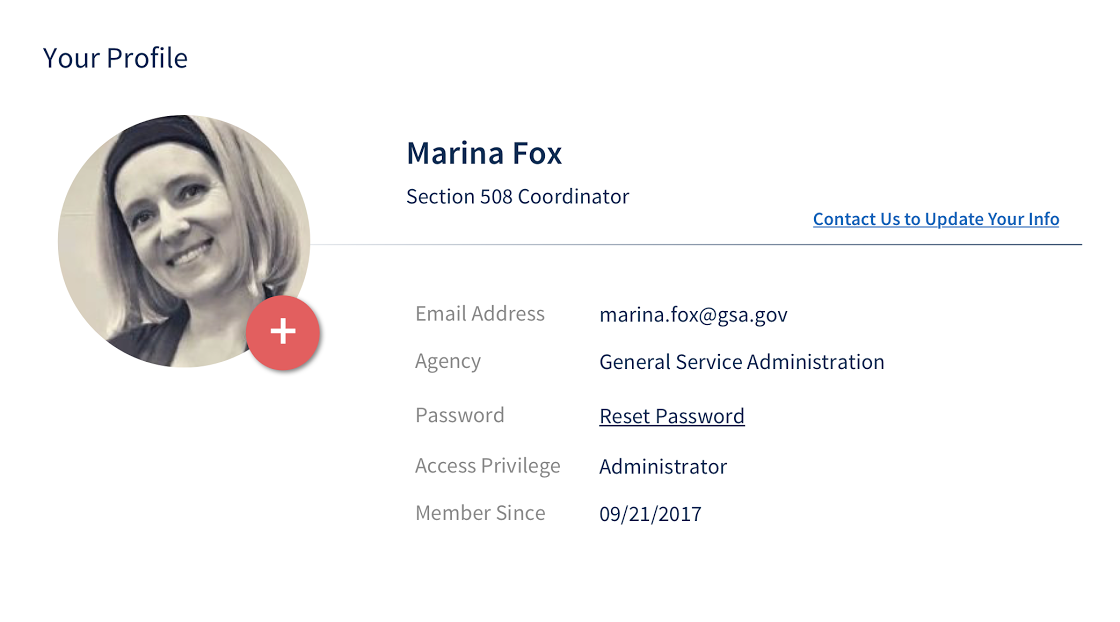 Your Profile
Marina Fox
Section 508 Coordinator
Contact Us to Update Your Info
+
Email Address marina.fox@gsa.gov
Agency General Service Administration
Password Reset Password
Access Privilege Administrator
Member Since 09/21/2017